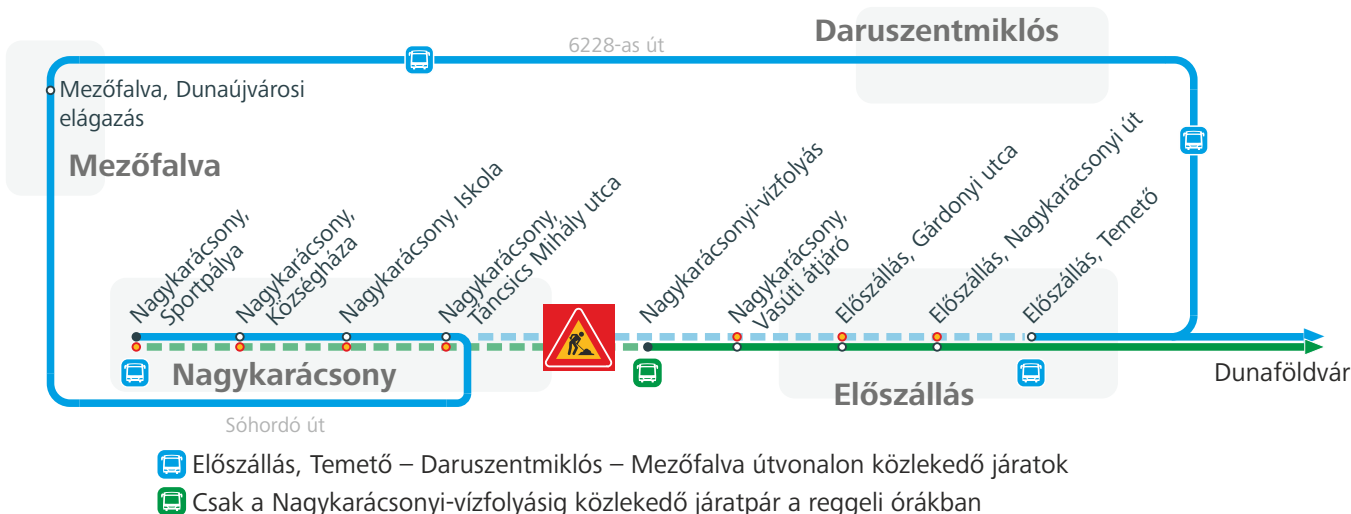 Daruszentmiklós
6228-as út
Mezőfalva, Dunaújvárosi
elágazás
Mezőfalva
Nagykarácsony,
Sportpálya
Nagykarácsony,
Községháza
Nagykarácsony, Iskola
Nagykarácsony,
Táncsics Mihály utca
Nagykarácsonyi-vízfolyás
Nagykarácsony,
Vasúti átjáró
Előszállás, Gárdonyi utca
Előszállás, Nagykarácsonyi út
Előszállás, Temető
Nagykarácsony
Előszállás
Dunaföldvár
Sóhordó út
Előszállás, Temető – Daruszentmiklós – Mezőfalva útvonalon közlekedő járatok
Csak a Nagykarácsonyi-vízfolyásig közlekedő járatpár a reggeli órákban